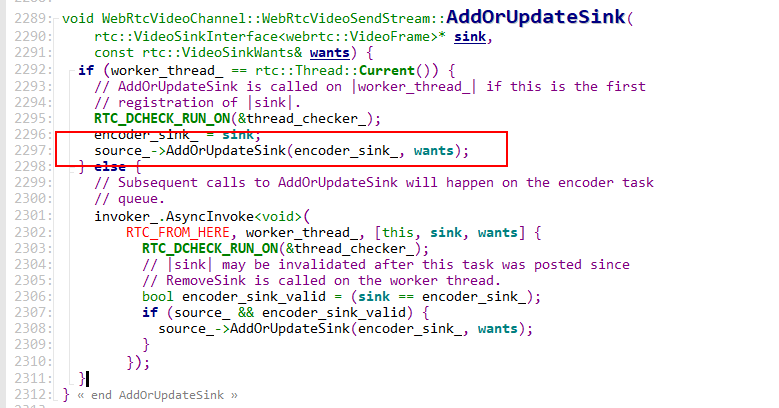 2289: void WebRtcVideoChannel::WebRtcVideoSendStream::AddOrUpdateSink(
2290:     rtc::VideoSinkInterface<webrtc::VideoFrame>* sink,
2291:     const rtc::VideoSinkWants& wants) {
2292:   if (worker_thread_ == rtc::Thread::Current()) {
2293:     // AddOrUpdateSink is called on |worker_thread_| if this is the first
2294:     // registration of |sink|.
2295:     RTC_DCHECK_RUN_ON(&thread_checker_);
2296:     encoder_sink_ = sink;
2297:     source_->AddOrUpdateSink(encoder_sink_, wants);
2298:   } else {
2299:     // Subsequent calls to AddOrUpdateSink will happen on the encoder task
2300:     // queue.
2301:     invoker_.AsyncInvoke<void>(
2302:         RTC_FROM_HERE, worker_thread_, [this, sink, wants] {
2303:           RTC_DCHECK_RUN_ON(&thread_checker_);
2304:           // |sink| may be invalidated after this task was posted since
2305:           // RemoveSink is called on the worker thread.
2306:           bool encoder_sink_valid = (sink == encoder_sink_);
2307:           if (source_ && encoder_sink_valid) {
2308:             source_->AddOrUpdateSink(encoder_sink_, wants);
2309:           }
2310:         });
2311:   }
2312: } « end AddOrUpdateSink »